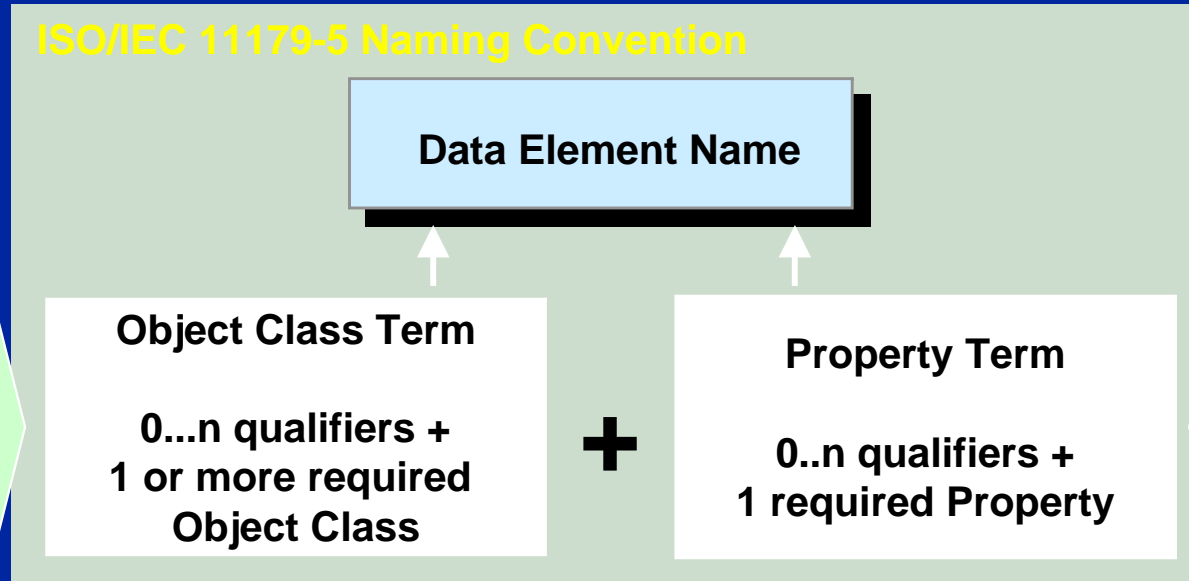 ISO/IEC 11179-5 Naming Convention
Data Element Name
Object Class Term
0...n qualifiers +
1 or more required
Object Class
+
Property Term
0..n qualifiers +
1 required Property